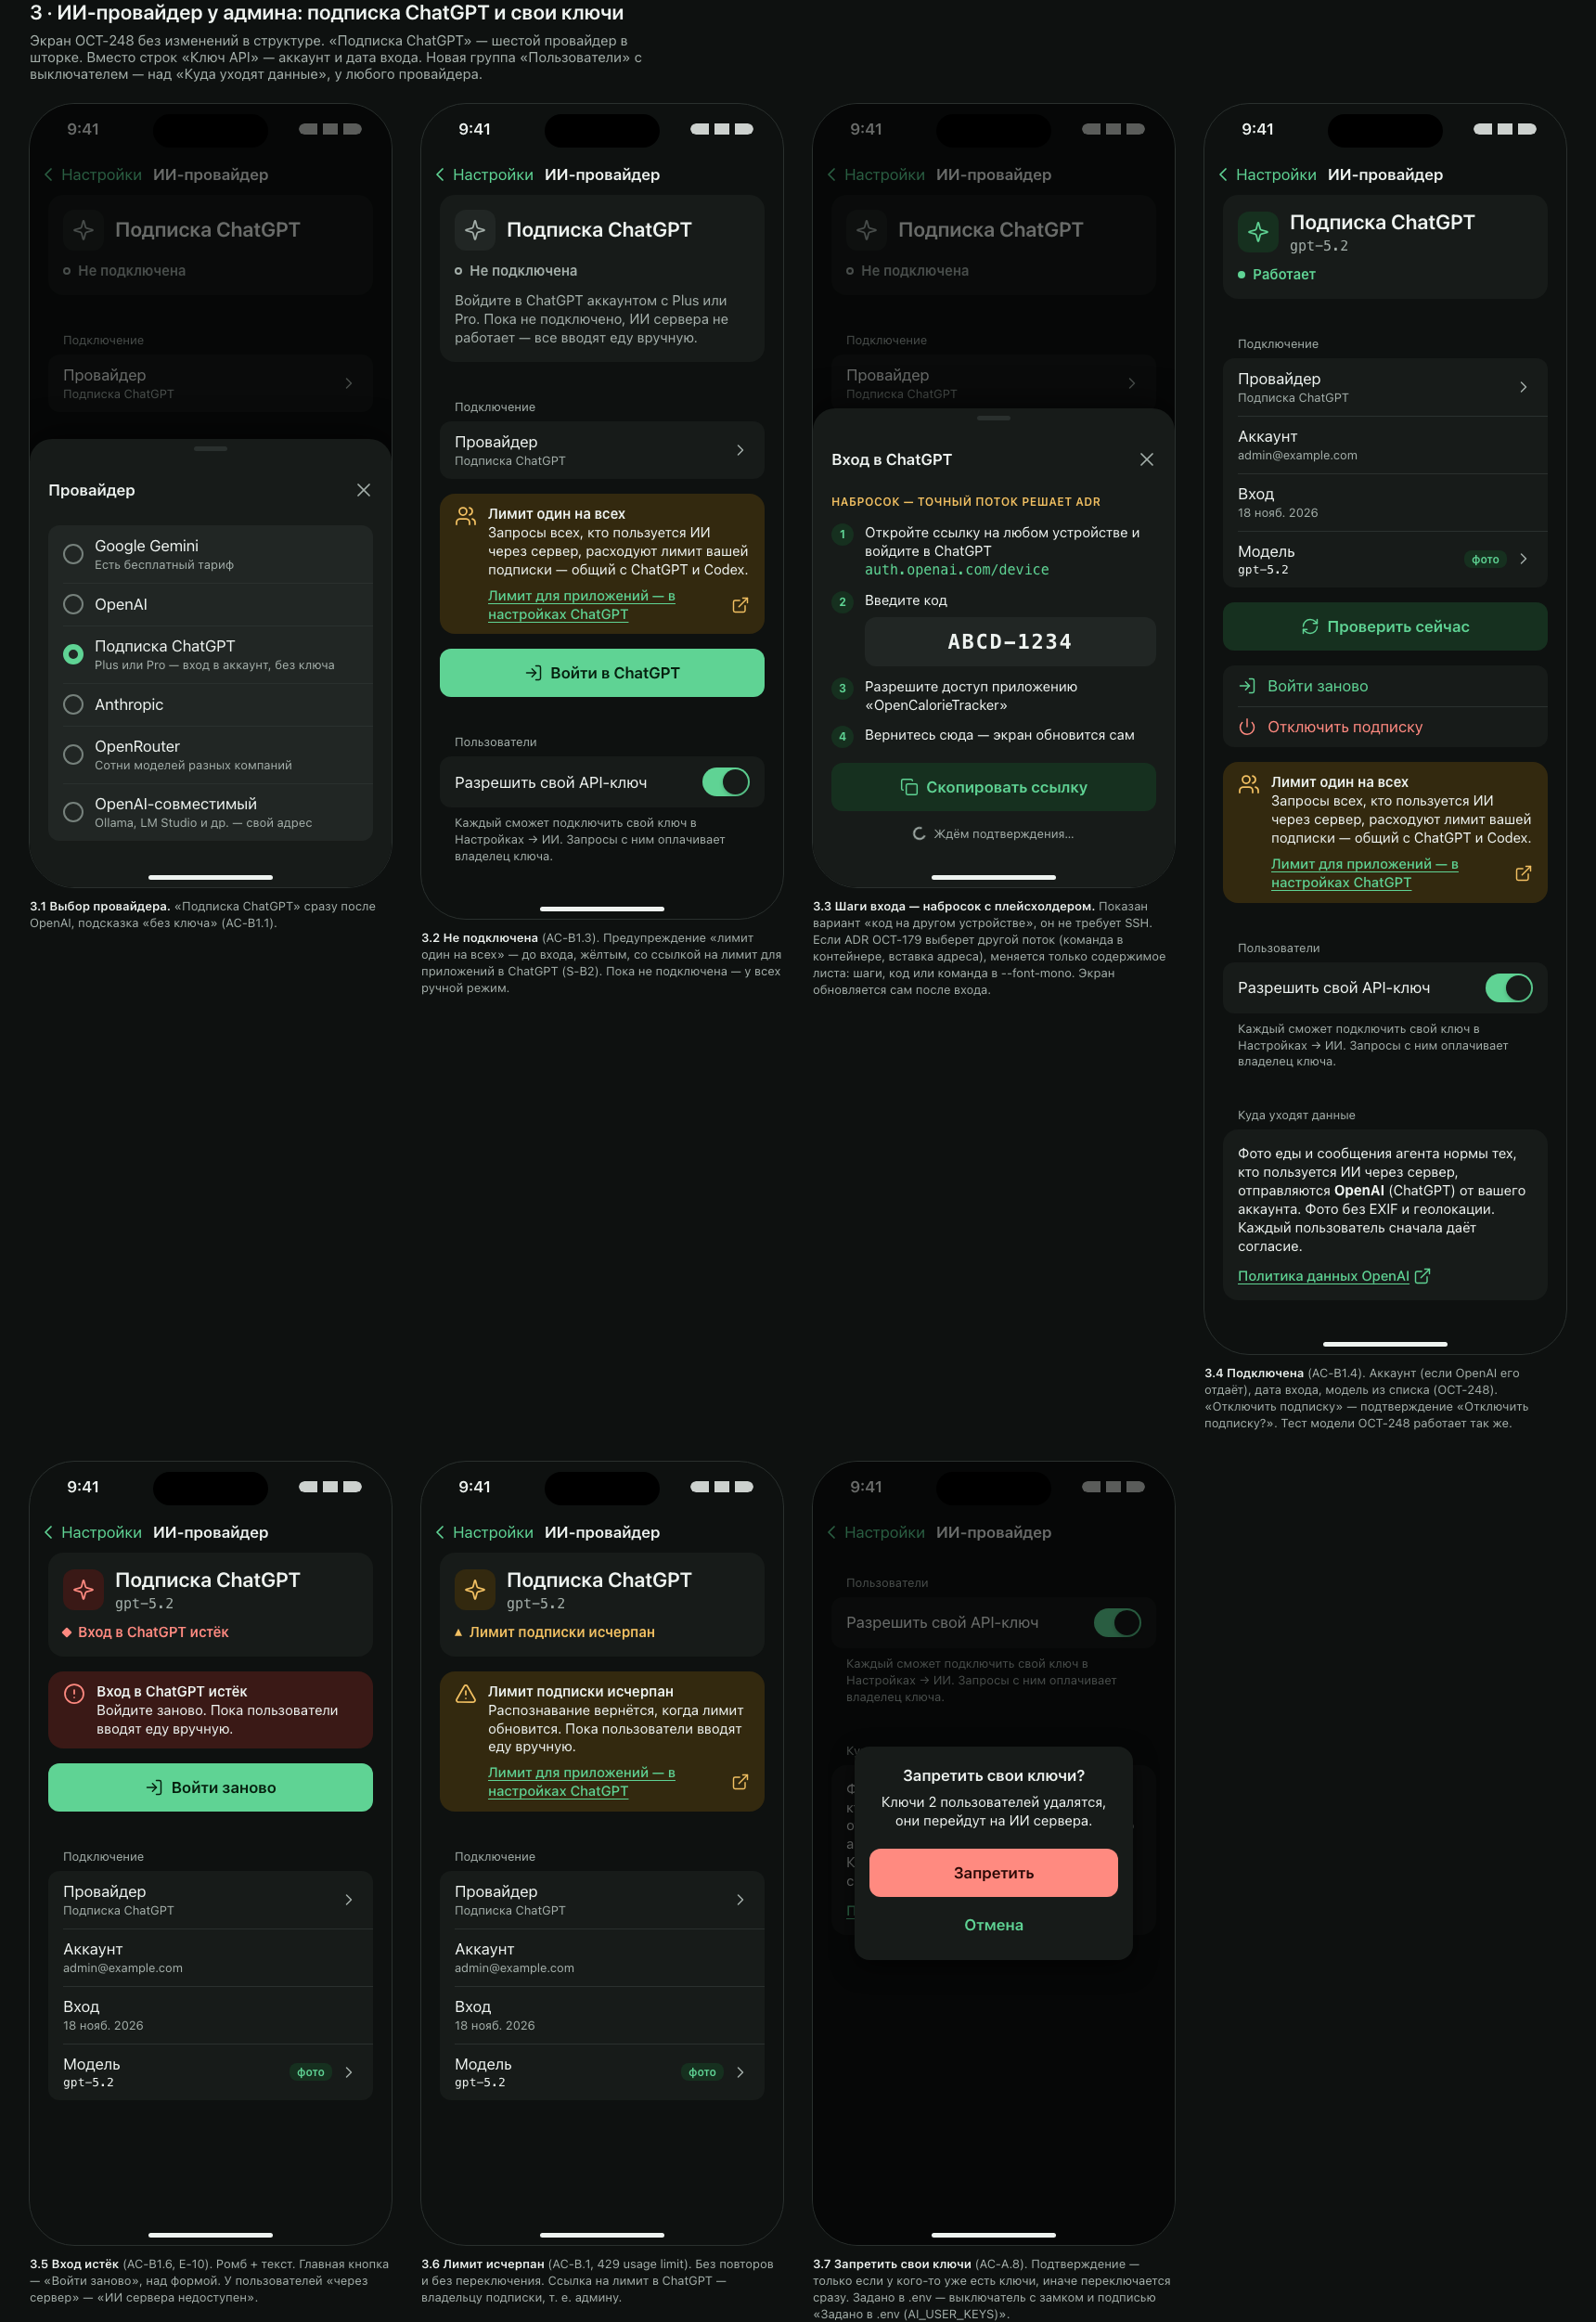 3 · ИИ-провайдер у админа: подписка ChatGPT и свои ключи
Экран ОСТ-248 без изменений в структуре. «Подписка ChatGPT» — шестой провайдер в
шторке. Вместо строк «Ключ API» — аккаунт и дата входа. Новая группа «Пользователи» с
выключателем — над «Куда уходят данные», у любого провайдера.
9:41
Настройки ИИ-провайдер
Подписка ChatGPT
Не подключена
Подключение
Провайдер
Подписка ChatGPT
Провайдер
Google Gemini
Есть бесплатный тариф
OpenAI
Подписка ChatGPT
Plus или Pro — вход в аккаунт, без ключа
Anthropic
OpenRouter
Сотни моделей разных компаний
OpenAI-совместимый
Ollama, LM Studio и др. — свой адрес
3.1 Выбор провайдера. «Подписка ChatGPT» сразу после
OpenAI, подсказка «без ключа» (AC-B1.1).
9:41
Настройки ИИ-провайдер
Подписка ChatGPT
Не подключена
Войдите в ChatGPT аккаунтом с Plus или
Pro. Пока не подключено, ИИ сервера не
работает — все вводят еду вручную.
Подключение
Провайдер
Подписка ChatGPT
Лимит один на всех
Запросы всех, кто пользуется ИИ
через сервер, расходуют лимит вашей
подписки — общий с ChatGPT и Codex.
Лимит для приложений — в
настройках ChatGPT
Войти в ChatGPT
Пользователи
Разрешить свой API-ключ
Каждый сможет подключить свой ключ в
Настройках → ИИ. Запросы с ним оплачивает
владелец ключа.
3.2 Не подключена (AC-B1.3). Предупреждение «лимит
один на всех» — до входа, жёлтым, со ссылкой на лимит для
приложений в ChatGPT (S-B2). Пока не подключена — у всех
ручной режим.
9:41
Настройки ИИ-провайдер
Подписка ChatGPT
Не подключена
Подключение
Провайдер
Подписка ChatGPT
Вход в ChatGPT
НАБРОСОК — ТОЧНЫЙ ПОТОК РЕШАЕТ ADR
1 Откройте ссылку на любом устройстве и
войдите в ChatGPT
auth.openai.com/device
2 Введите код
ABCD-1234
3 Разрешите доступ приложению
«OpenCalorieTracker»
4 Вернитесь сюда — экран обновится сам
Скопировать ссылку
Ждём подтверждения…
3.3 Шаги входа — набросок с плейсхолдером. Показан
вариант «код на другом устройстве», он не требует SSH.
Если ADR ОСТ-179 выберет другой поток (команда в
контейнере, вставка адреса), меняется только содержимое
листа: шаги, код или команда в --font-mono. Экран
обновляется сам после входа.
9:41
Настройки ИИ-провайдер
Подписка ChatGPT
gpt-5.2
Работает
Подключение
Провайдер
Подписка ChatGPT
Аккаунт
admin@example.com
Вход
18 нояб. 2026
Модель
gpt-5.2
фото
Проверить сейчас
Войти заново
Отключить подписку
Лимит один на всех
Запросы всех, кто пользуется ИИ
через сервер, расходуют лимит вашей
подписки — общий с ChatGPT и Codex.
Лимит для приложений — в
настройках ChatGPT
Пользователи
Разрешить свой API-ключ
Каждый сможет подключить свой ключ в
Настройках → ИИ. Запросы с ним оплачивает
владелец ключа.
Куда уходят данные
Фото еды и сообщения агента нормы тех,
кто пользуется ИИ через сервер,
отправляются OpenAI (ChatGPT) от вашего
аккаунта. Фото без EXIF и геолокации.
Каждый пользователь сначала даёт
согласие.
Политика данных OpenAI
3.4 Подключена (AC-B1.4). Аккаунт (если OpenAI его
отдаёт), дата входа, модель из списка (ОСТ-248).
«Отключить подписку» — подтверждение «Отключить
подписку?». Тест модели ОСТ-248 работает так же.
9:41
Настройки ИИ-провайдер
Подписка ChatGPT
gpt-5.2
Вход в ChatGPT истёк
Вход в ChatGPT истёк
Войдите заново. Пока пользователи
вводят еду вручную.
Войти заново
Подключение
Провайдер
Подписка ChatGPT
Аккаунт
admin@example.com
Вход
18 нояб. 2026
Модель
gpt-5.2
фото
3.5 Вход истёк (AC-B1.6, E-10). Ромб + текст. Главная кнопка
— «Войти заново», над формой. У пользователей «через
сервер» — «ИИ сервера недоступен».
9:41
Настройки ИИ-провайдер
Подписка ChatGPT
gpt-5.2
Лимит подписки исчерпан
Лимит подписки исчерпан
Распознавание вернётся, когда лимит
обновится. Пока пользователи вводят
еду вручную.
Лимит для приложений — в
настройках ChatGPT
Подключение
Провайдер
Подписка ChatGPT
Аккаунт
admin@example.com
Вход
18 нояб. 2026
Модель
gpt-5.2
фото
3.6 Лимит исчерпан (AC-B.1, 429 usage limit). Без повторов
и без переключения. Ссылка на лимит в ChatGPT —
владельцу подписки, т. е. админу.
9:41
Настройки ИИ-провайдер
Пользователи
Разрешить свой API-ключ
Каждый сможет подключить свой ключ в
Настройках → ИИ. Запросы с ним оплачивает
владелец ключа.
Запретить свои ключи?
Ключи 2 пользователей удалятся,
они перейдут на ИИ сервера.
Запретить
Отмена
3.7 Запретить свои ключи (AC-A.8). Подтверждение —
только если у кого-то уже есть ключи, иначе переключается
сразу. Задано в .env — выключатель с замком и подписью
«Задано в .env (AI_USER_KEYS)».